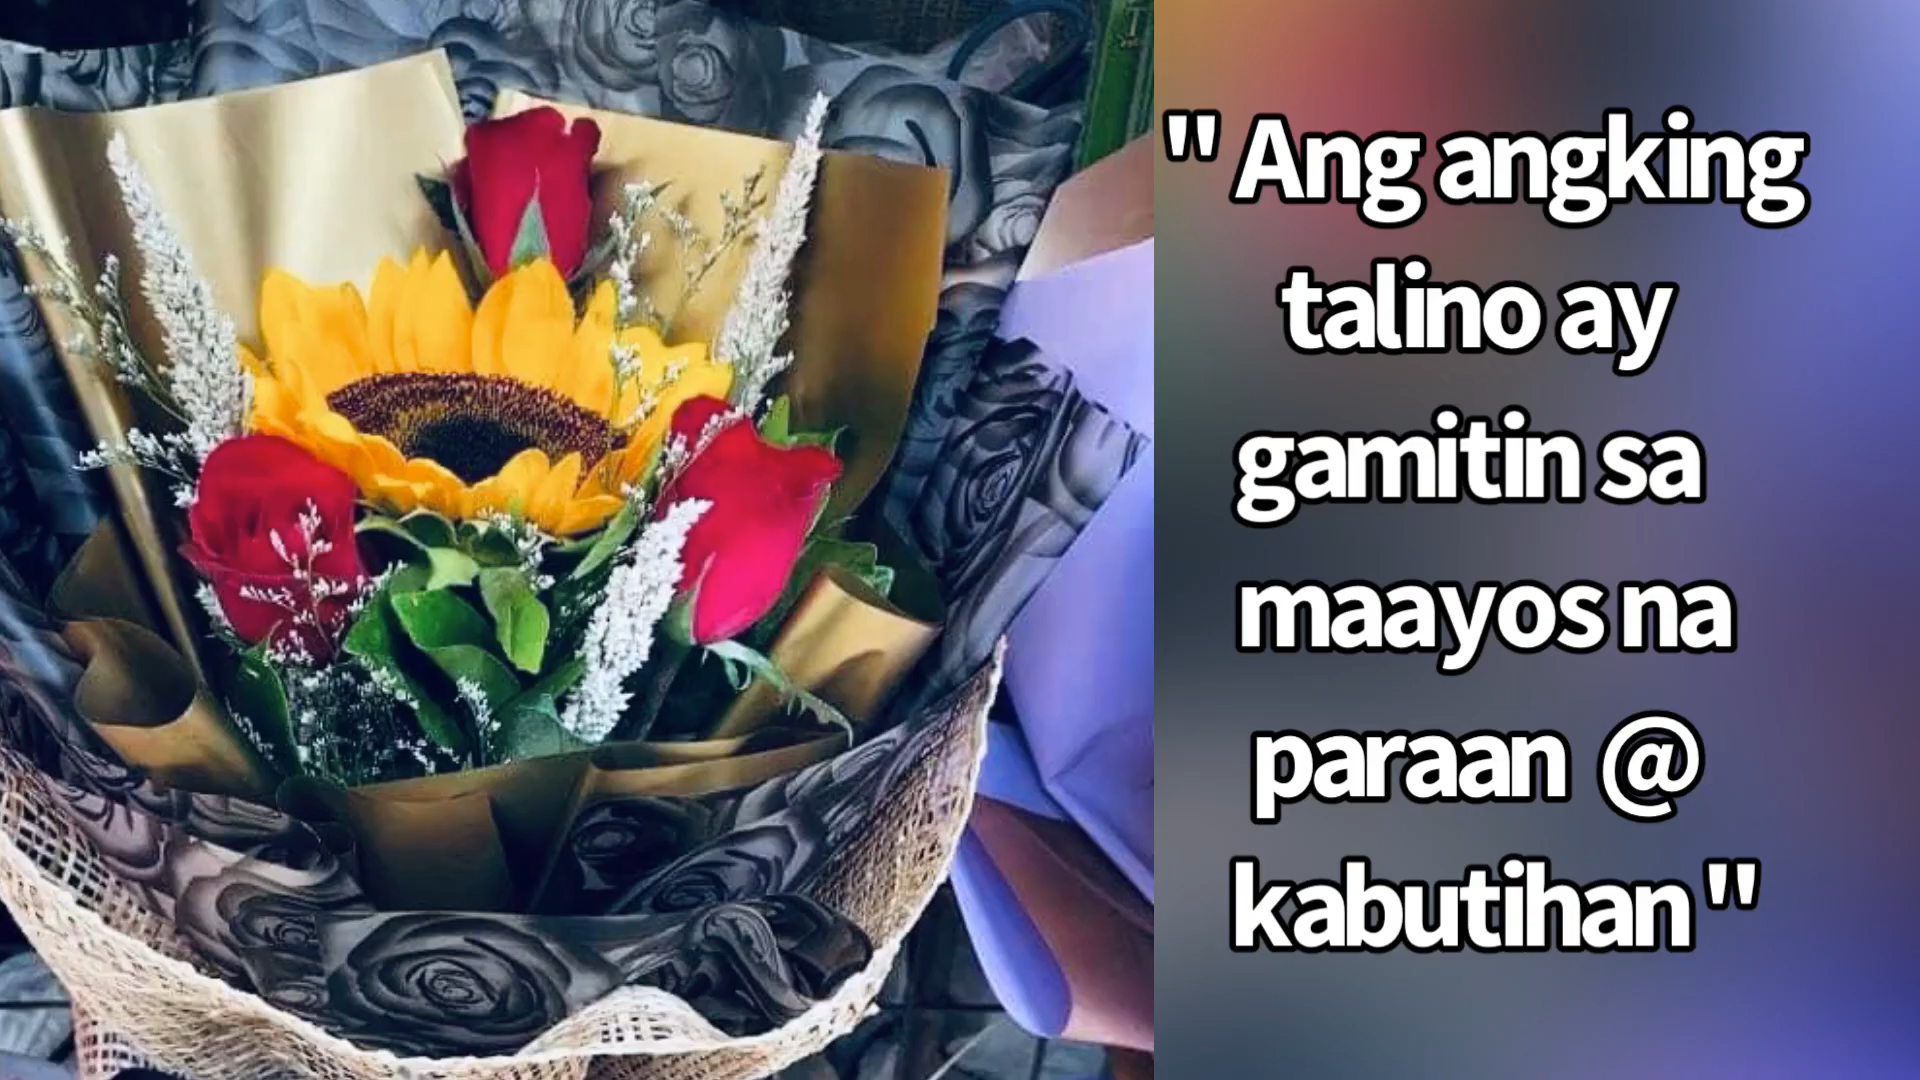 " Ang angking
talino ay
gamitin sa
maayos na
paraan @
kabutihan "